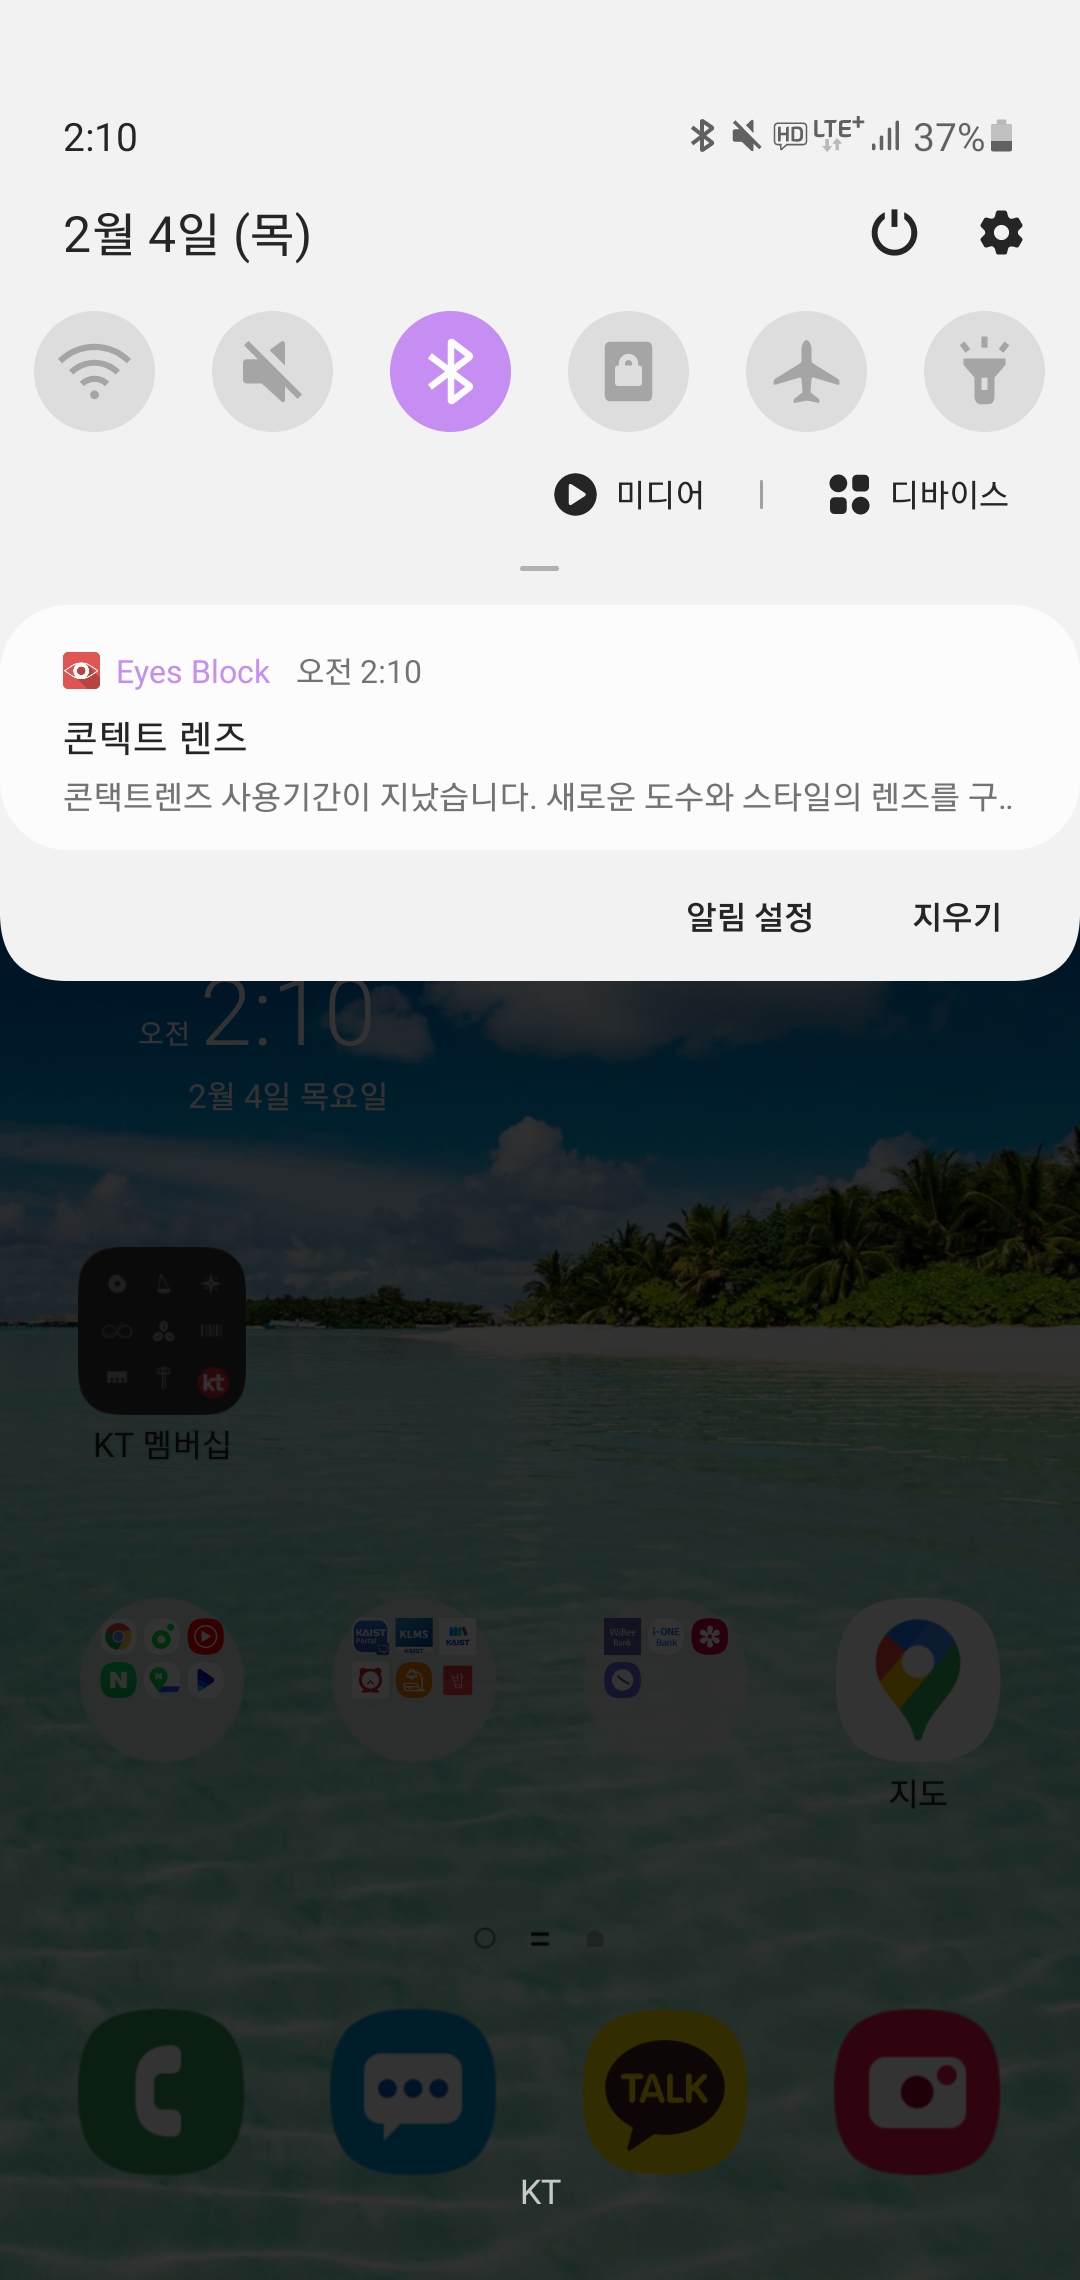 2:10 HD LTE+ 37%
2월 4일 (목)
미디어 | 디바이스
Eyes Block 오전 2:10
콘텍트 렌즈
콘택트렌즈 사용기간이 지났습니다. 새로운 도수와 스타일의 렌즈를 구..
알림 설정 지우기
오전 2:10
2월 4일 목요일
kt
KT 멤버십
KAIST Portal KLMS KAIST KAIST WiBee Bank i-ONE Bank
N N 밥
지도
TALK
KT